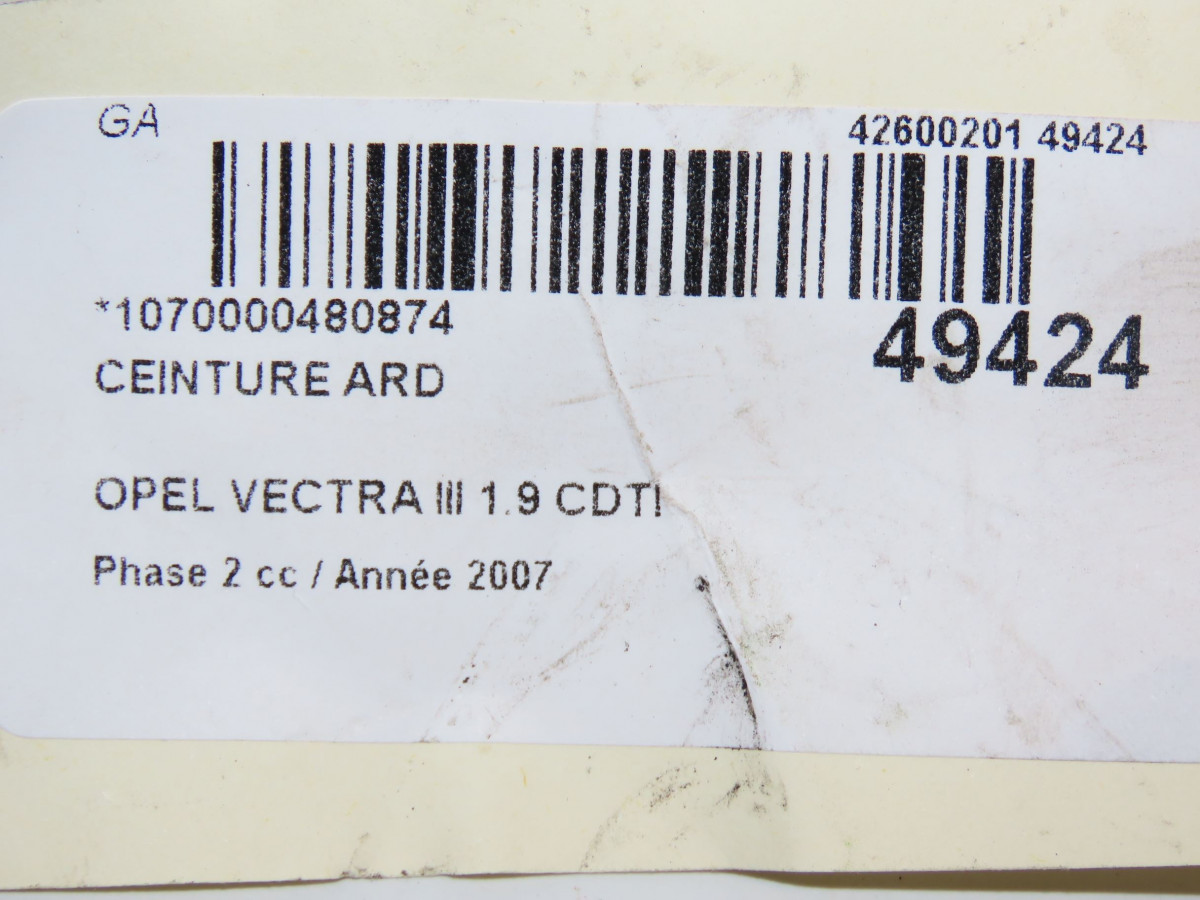 GA
42600201 49424
*1070000480874
49424
CEINTURE ARD
OPEL VECTRA III 1.9 CDTI
Phase 2 cc / Année 2007